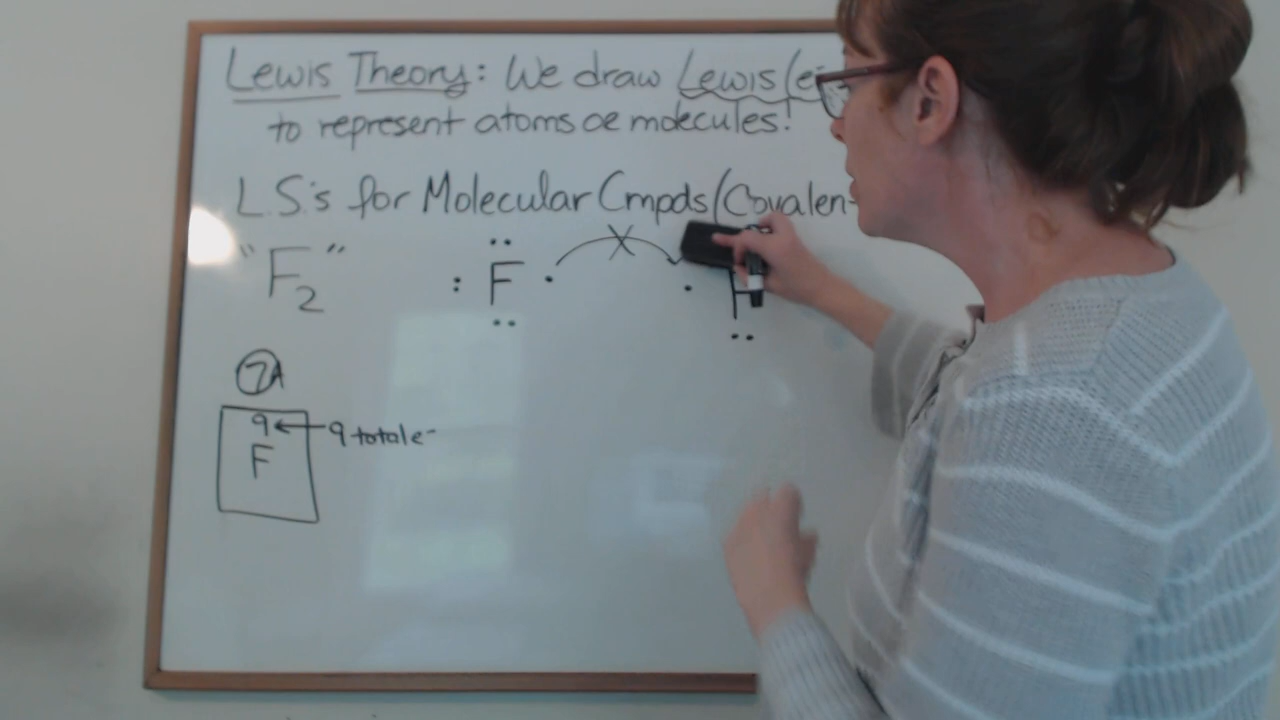 Lewis Theory: We draw Lewis (e-
to represent atoms or molecules!
L.S.'s for Molecular Cmpds/Covalen
"F2" :F· X ·F
7A
9 ← 9 total e-
F